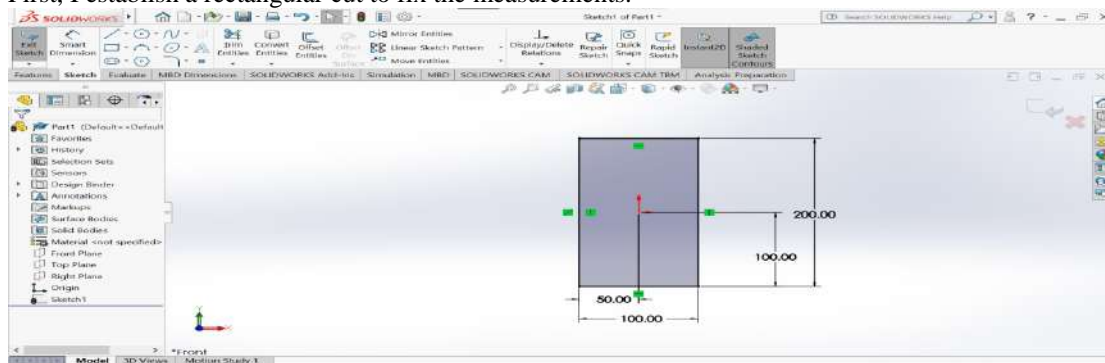 First, I establish a rectangular cut to fix the measurements.
SOLIDWORKS
Sketch1 of Part1 *
Search SOLIDWORKS Help
Exit Sketch
Smart Dimension
Trim Entities
Convert Entities
Offset Entities
Mirror Entities
Linear Sketch Pattern
Move Entities
Display/Delete Relations
Repair Sketch
Quick Snaps
Rapid Sketch
Instant2D
Shaded Sketch Contours
Features Sketch Evaluate MBD Dimensions SOLIDWORKS Add-Ins Simulation MBD SOLIDWORKS CAM SOLIDWORKS CAM TBM Analysis Preparation
Part1 (Default<<Default
Favorites
History
Selection Sets
Sensors
Design Binder
Annotations
Markups
Surface Bodies
Solid Bodies
Material <not specified>
Front Plane
Top Plane
Right Plane
Origin
Sketch1
200.00
100.00
50.00
100.00
*Front
Model 3D Views Motion Study 1